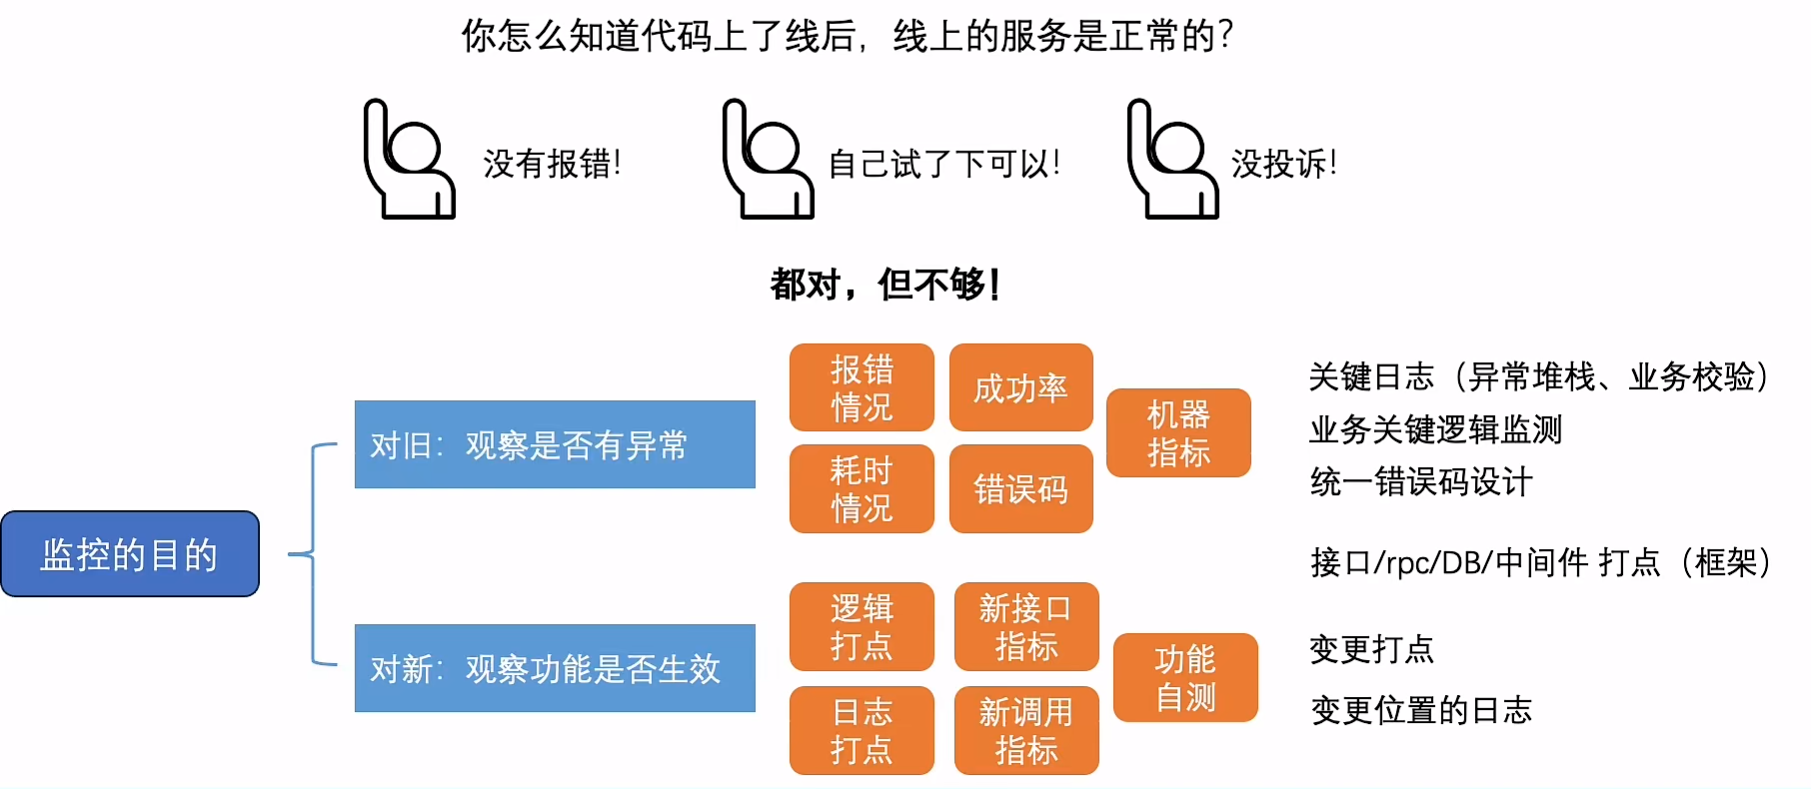 你怎么知道代码上了线后，线上的服务是正常的？
没有报错！
自己试了下可以！
没投诉！
都对，但不够！
监控的目的
对旧：观察是否有异常
报错
情况
成功率
耗时
情况
错误码
机器
指标
关键日志（异常堆栈、业务校验）
业务关键逻辑监测
统一错误码设计
接口/rpc/DB/中间件 打点（框架）
对新：观察功能是否生效
逻辑
打点
新接口
指标
日志
打点
新调用
指标
功能
自测
变更打点
变更位置的日志